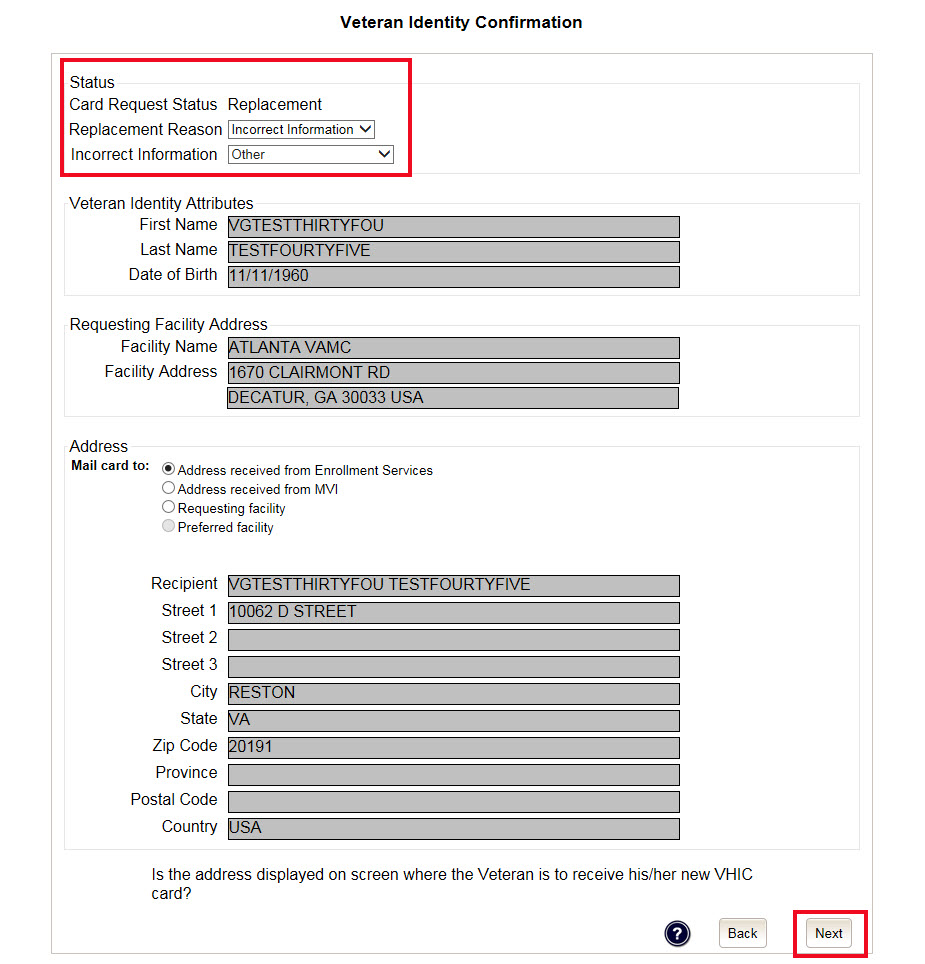 Veteran Identity Confirmation
Status
Card Request Status Replacement
Replacement Reason Incorrect Information
Incorrect Information Other
Veteran Identity Attributes
First Name VGTESTTHIRTYFOU
Last Name TESTFOURTYFIVE
Date of Birth 11/11/1960
Requesting Facility Address
Facility Name ATLANTA VAMC
Facility Address 1670 CLAIRMONT RD
DECATUR, GA 30033 USA
Address
Mail card to: Address received from Enrollment Services
Address received from MVI
Requesting facility
Preferred facility
Recipient VGTESTTHIRTYFOU TESTFOURTYFIVE
Street 1 10062 D STREET
Street 2
Street 3
City RESTON
State VA
Zip Code 20191
Province
Postal Code
Country USA
Is the address displayed on screen where the Veteran is to receive his/her new VHIC
card?
? Back Next